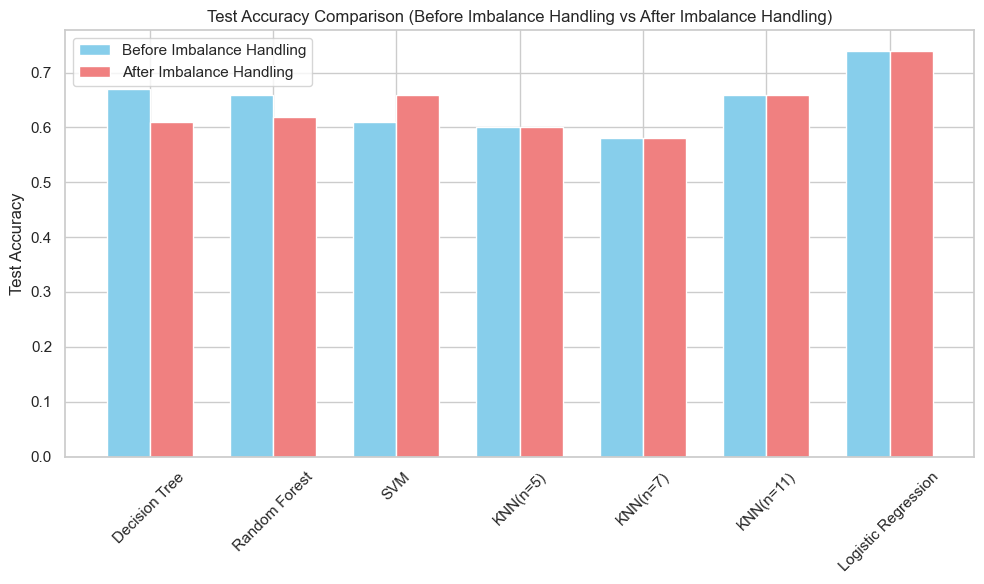 Test Accuracy Comparison (Before Imbalance Handling vs After Imbalance Handling)
Before Imbalance Handling
After Imbalance Handling
Test Accuracy
0.7
0.6
0.5
0.4
0.3
0.2
0.1
0.0
Decision Tree
Random Forest
SVM
KNN(n=5)
KNN(n=7)
KNN(n=11)
Logistic Regression